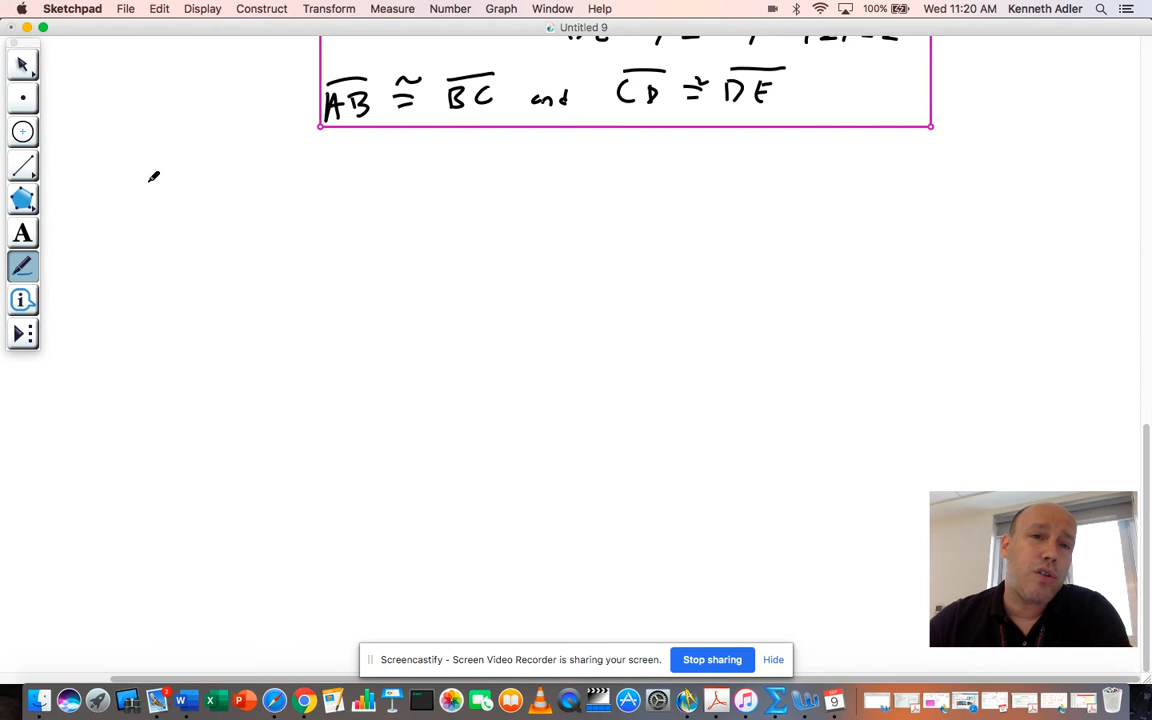 Sketchpad File Edit Display Construct Transform Measure Number Graph Window Help 100% Wed 11:20 AM Kenneth Adler
Untitled 9
AB ≅ BC and CD ≅ DE
A
Screencastify - Screen Video Recorder is sharing your screen. Stop sharing Hide